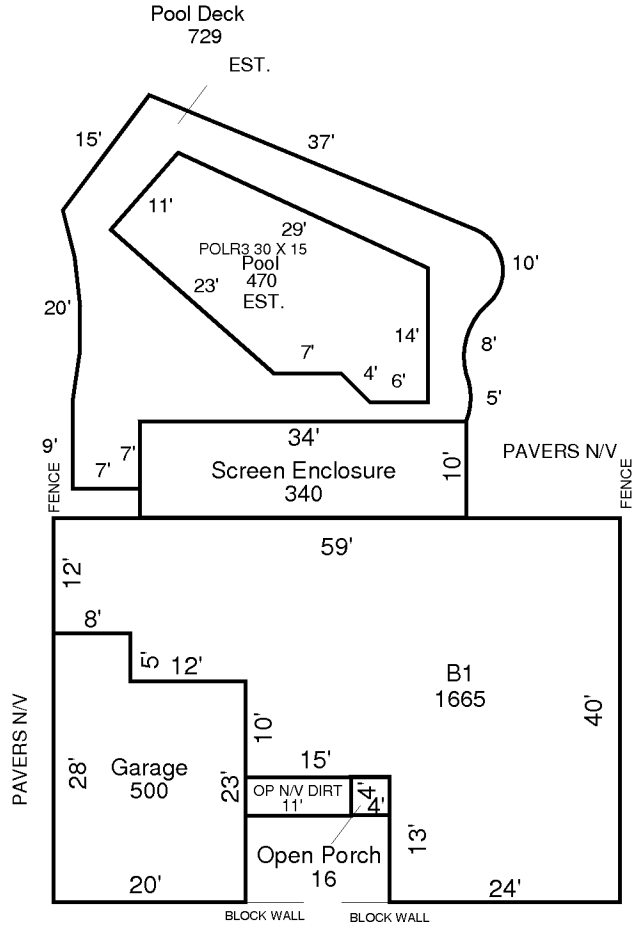 Pool Deck
729
EST.
15'
37'
11'
29'
POLR3 30 X 15
Pool
470
EST.
23'
10'
20'
14'
8'
7'
4'
6'
5'
9'
7'
7'
34'
10'
Screen Enclosure
340
PAVERS N/V
FENCE
FENCE
59'
12'
8'
5'
12'
B1
1665
40'
10'
PAVERS N/V
28'
Garage
500
23'
15'
OP N/V DIRT
11'
4'
4'
13'
Open Porch
16
20'
24'
BLOCK WALL
BLOCK WALL